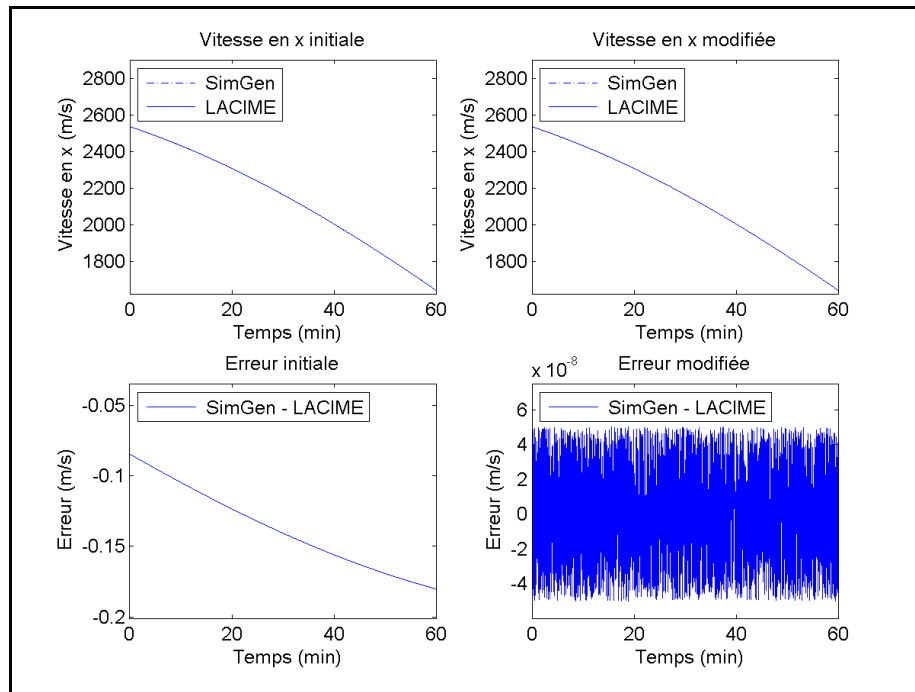 Vitesse en x initiale
Vitesse en x (m/s)
2800
2600
2400
2200
2000
1800
SimGen
LACIME
0 20 40 60
Temps (min)
Vitesse en x modifiée
Vitesse en x (m/s)
2800
2600
2400
2200
2000
1800
SimGen
LACIME
0 20 40 60
Temps (min)
Erreur initiale
Erreur (m/s)
-0.05
-0.1
-0.15
-0.2
SimGen - LACIME
0 20 40 60
Temps (min)
Erreur modifiée
x 10-8
Erreur (m/s)
6
4
2
0
-2
-4
SimGen - LACIME
0 20 40 60
Temps (min)